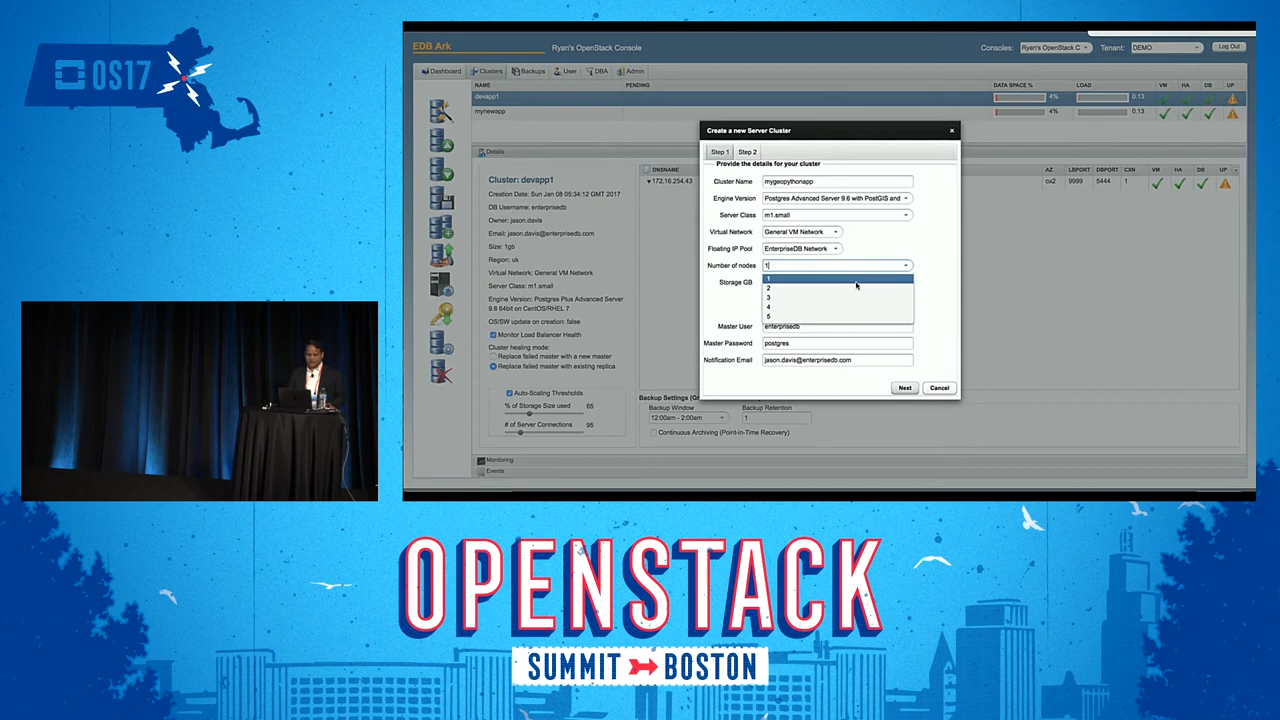 OS17
EDB Ark
Ryan's OpenStack Console
Consoles:
Ryan's OpenStack C
Tenant:
DEMO
Log Out
Dashboard
Clusters
Backups
User
DBA
Admin
NAME
PENDING
DATA SPACE %
LOAD
VM
HA
DB
UP
devapp1
4%
0.13
mynewapp
4%
0.13
Details
Cluster: devapp1
Creation Date: Sun Jan 08 05:34:12 GMT 2017
DB Username: enterprisedb
Owner: jason.davis
Email: jason.davis@enterprisedb.com
Size: 1gb
Region: uk
Virtual Network: General VM Network
Server Class: m1.small
Engine Version: Postgres Plus Advanced Server
9.6 64bit on CentOS/RHEL 7
OS/SW update on creation: false
Monitor Load Balancer Health
Cluster healing mode:
Replace failed master with a new master
Replace failed master with existing replica
Auto-Scaling Thresholds
% of Storage Size used
65
# of Server Connections
95
DNSNAME
AZ
LBPORT
DBPORT
CXN
VM
HA
DB
UP
172.16.254.43
cx2
9999
5444
1
Create a new Server Cluster
Step 1
Step 2
Provide the details for your cluster
Cluster Name
mygeopythonapp
Engine Version
Postgres Advanced Server 9.6 with PostGIS and
Server Class
m1.small
Virtual Network
General VM Network
Floating IP Pool
EnterpriseDB Network
Number of nodes
1
1
2
3
4
5
Storage GB
Master User
enterprisedb
Master Password
postgres
Notification Email
jason.davis@enterprisedb.com
Next
Cancel
Backup Window
12:00am - 2:00am
Backup Retention
1
Continuous Archiving (Point-in-Time Recovery)
Monitoring
Events
OPENSTACK
SUMMIT BOSTON